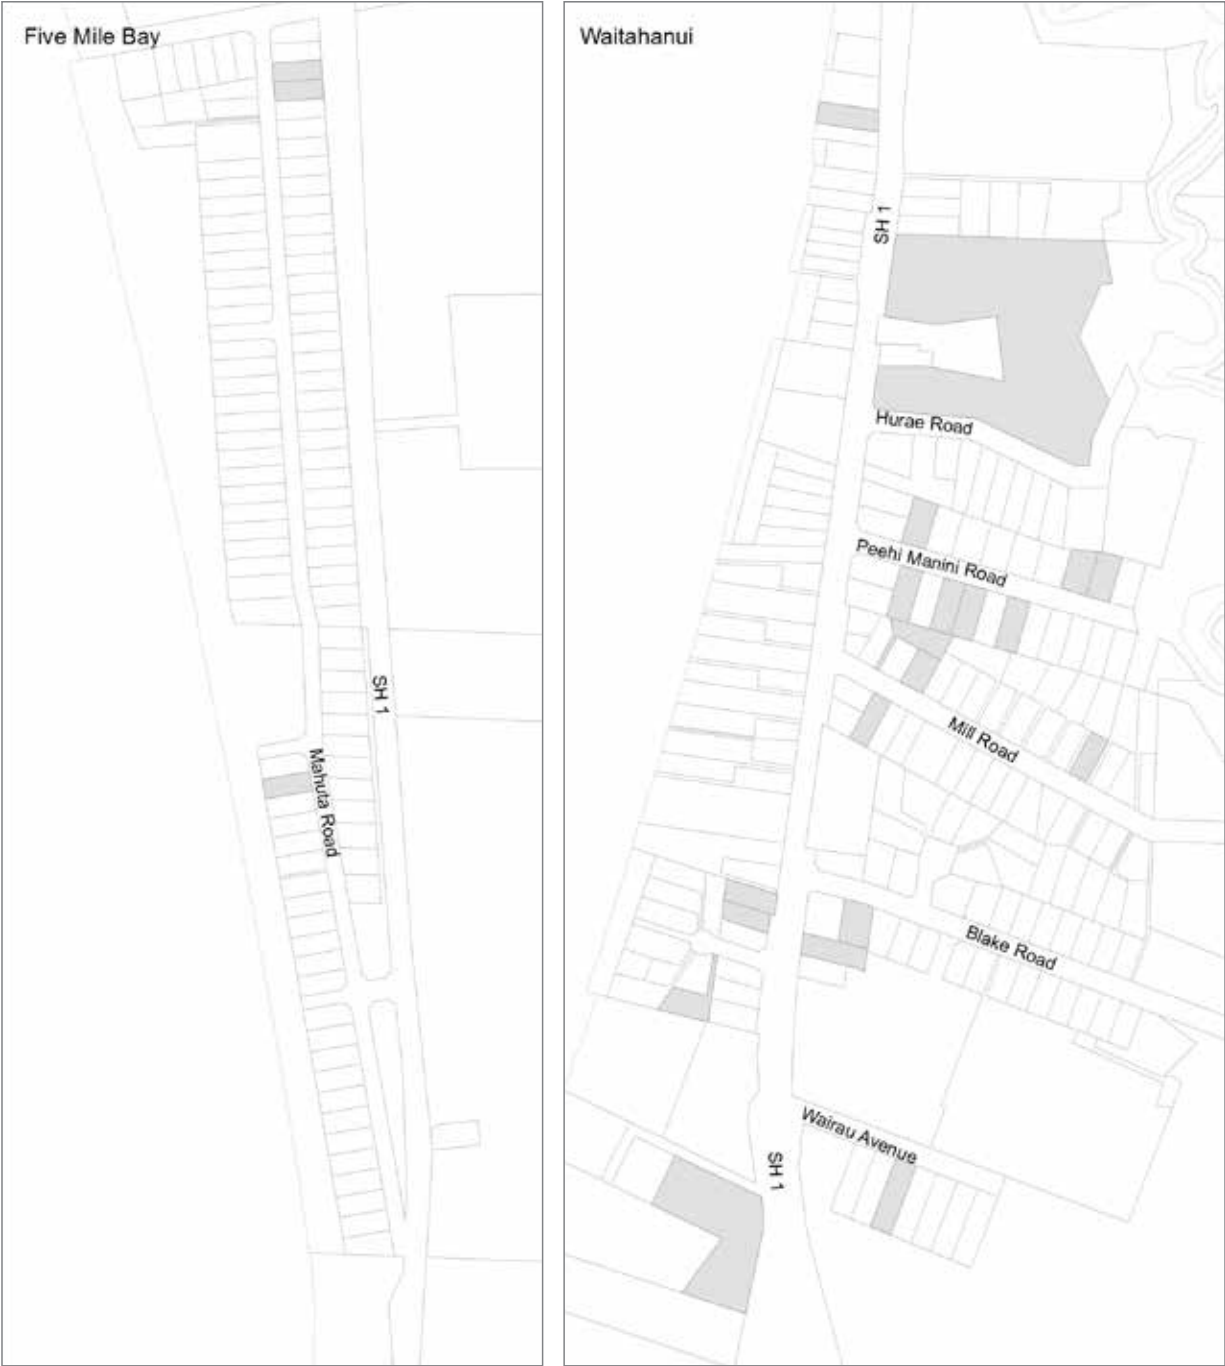 Five Mile Bay
SH 1
Mahuta Road
Waitahanui
SH 1
Hurae Road
Peehi Manini Road
Mill Road
Blake Road
Wairau Avenue
SH 1